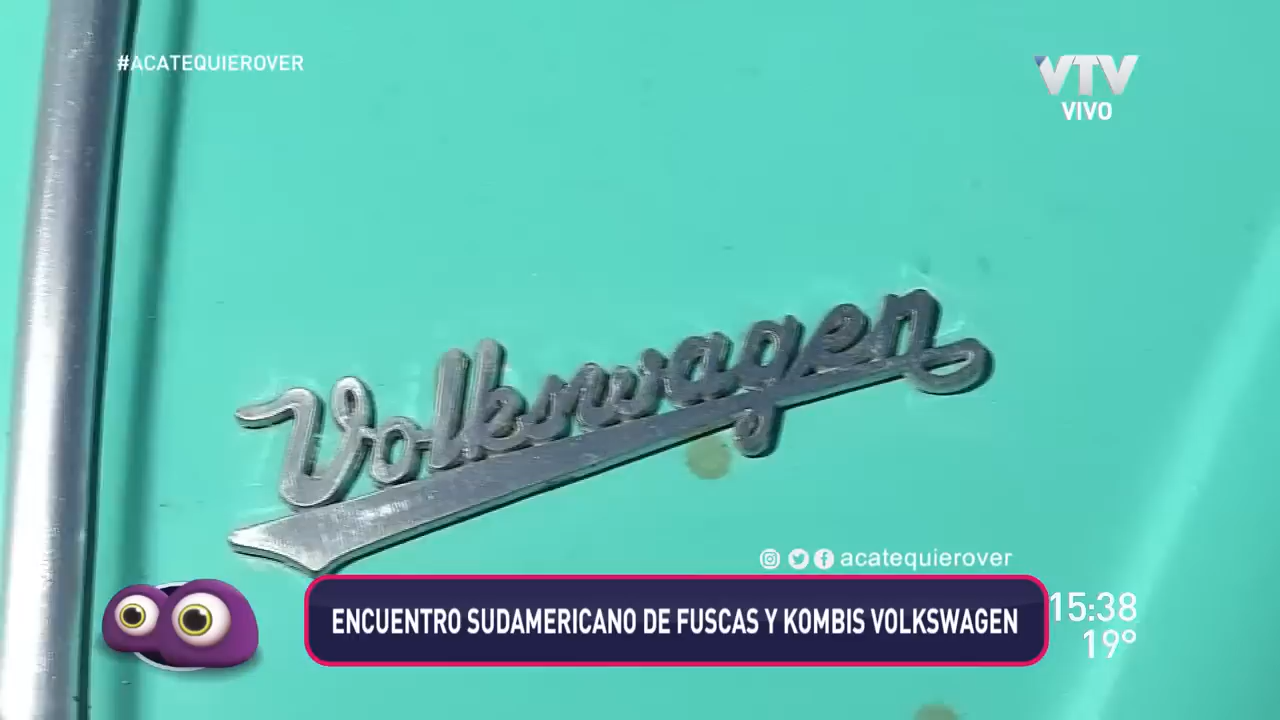 #ACATEQUIEROVER
VTV
VIVO
Volkswagen
acatequierover
ENCUENTRO SUDAMERICANO DE FUSCAS Y KOMBIS VOLKSWAGEN
15:38
19°